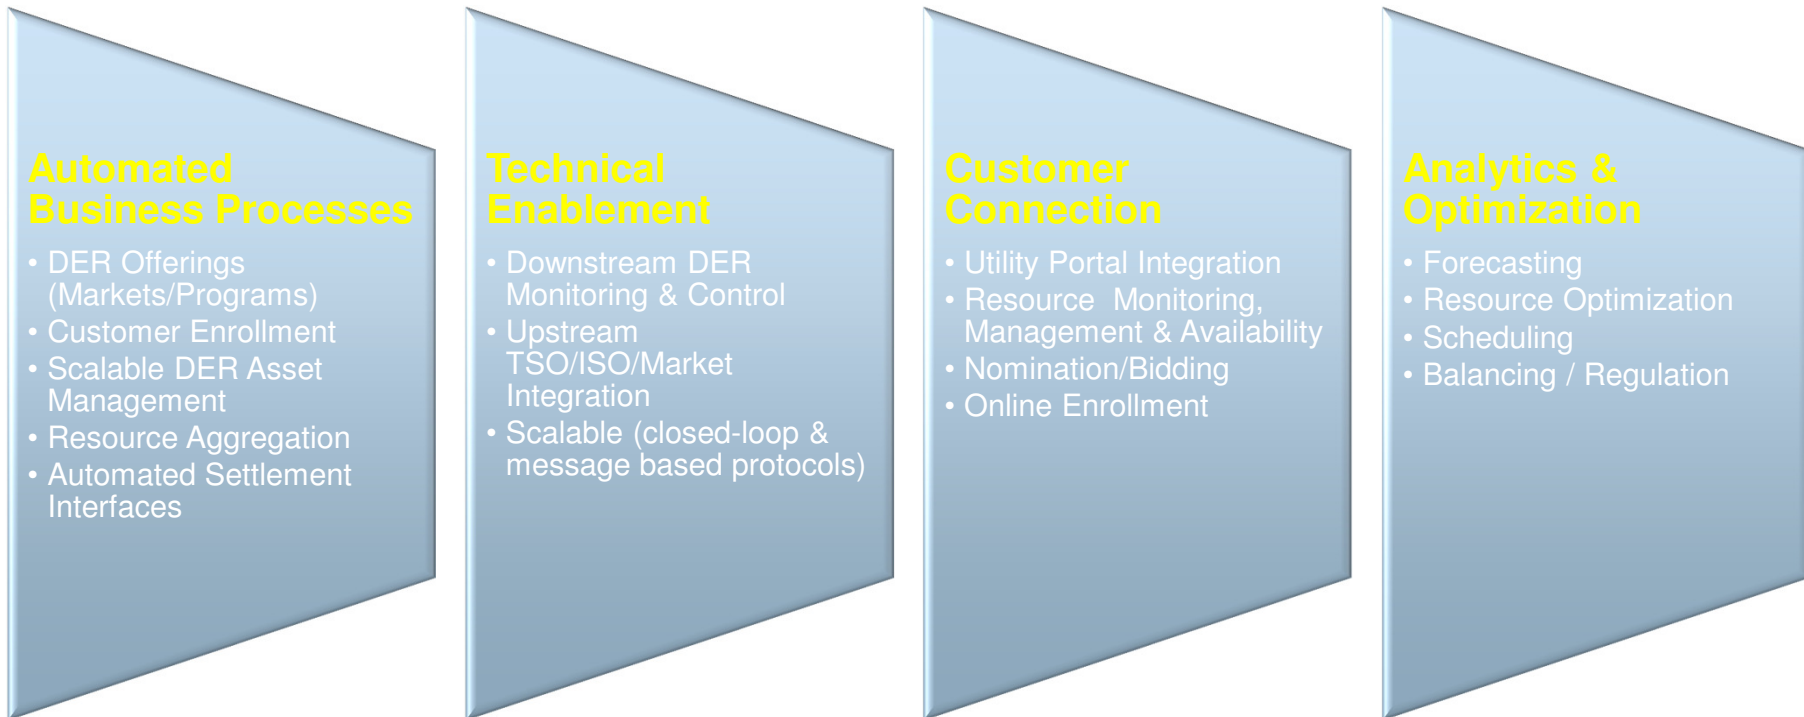 Automated
Business Processes
• DER Offerings
(Markets/Programs)
• Customer Enrollment
• Scalable DER Asset
Management
• Resource Aggregation
• Automated Settlement
Interfaces
Technical
Enablement
• Downstream DER
Monitoring & Control
• Upstream
TSO/ISO/Market
Integration
• Scalable (closed-loop &
message based protocols)
Customer
Connection
• Utility Portal Integration
• Resource Monitoring,
Management & Availability
• Nomination/Bidding
• Online Enrollment
Analytics &
Optimization
• Forecasting
• Resource Optimization
• Scheduling
• Balancing / Regulation